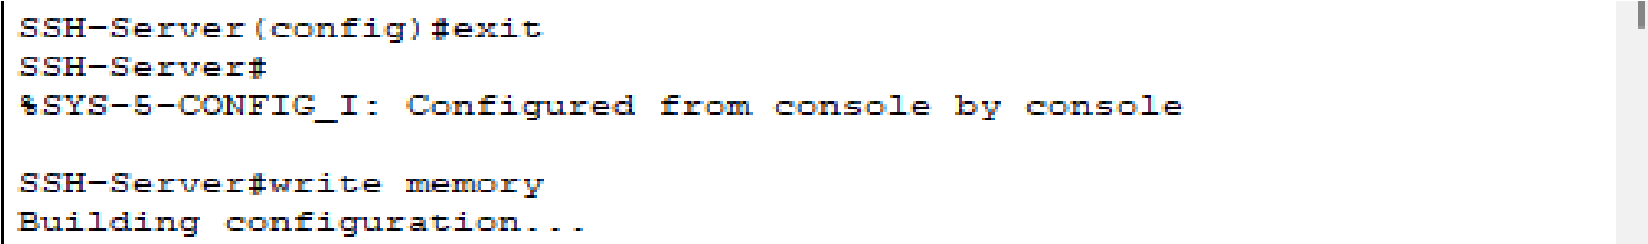 SSH-Server(config)#exit
SSH-Server#
%SYS-5-CONFIG_I: Configured from console by console
SSH-Server#write memory
Building configuration...